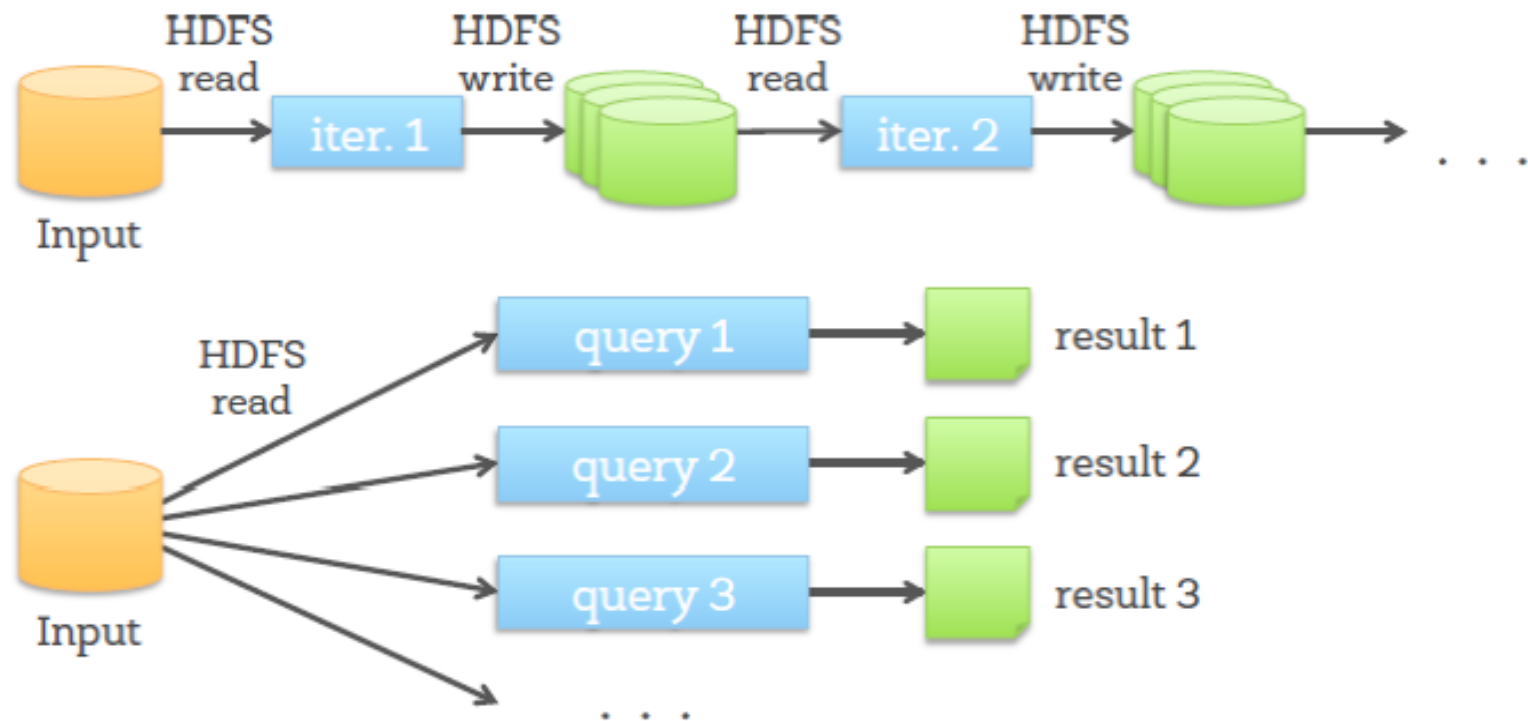 HDFS read
HDFS write
HDFS read
HDFS write
iter. 1
iter. 2
. . .
Input
HDFS read
query 1
result 1
query 2
result 2
query 3
result 3
Input
. . .